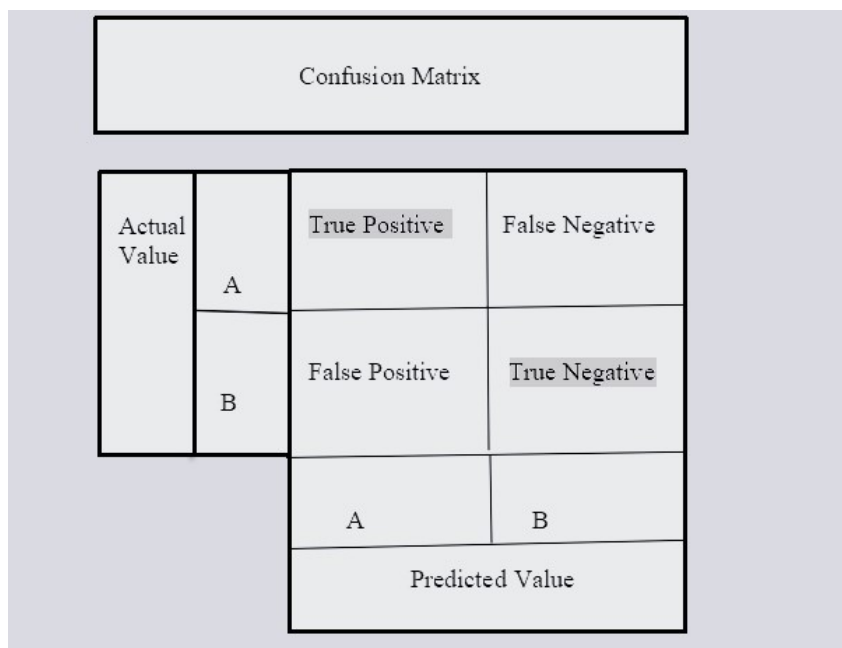 Confusion Matrix
Actual
Value
A
True Positive
False Negative
B
False Positive
True Negative
A
B
Predicted Value